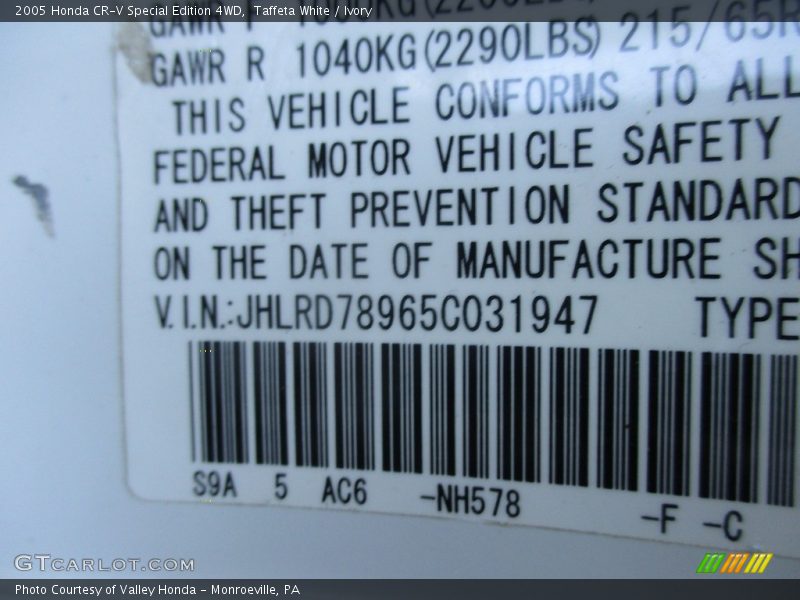 2005 Honda CR-V Special Edition 4WD, Taffeta White / Ivory
GAWR R 1040KG(2290LBS) 215/65R
THIS VEHICLE CONFORMS TO ALL
FEDERAL MOTOR VEHICLE SAFETY
AND THEFT PREVENTION STANDARD
ON THE DATE OF MANUFACTURE SH
V.I.N.:JHLRD78965C031947 TYPE
S9A 5 AC6 -NH578 -F -C
GTCARLOT.COM
Photo Courtesy of Valley Honda - Monroeville, PA